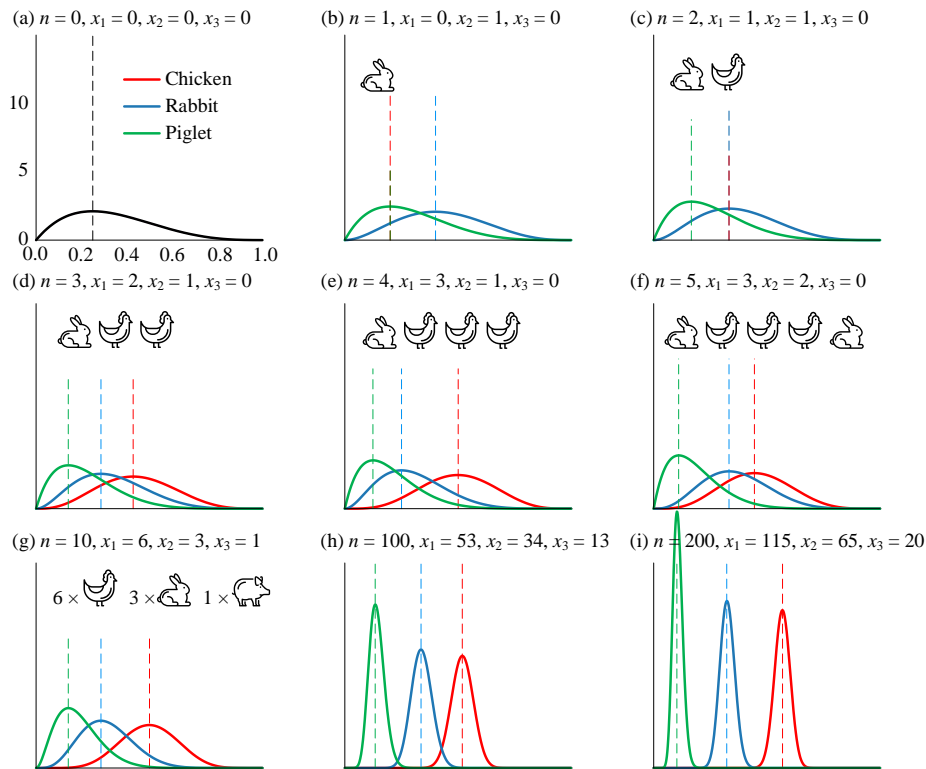 (a) n = 0, x₁ = 0, x₂ = 0, x₃ = 0
(b) n = 1, x₁ = 0, x₂ = 1, x₃ = 0
(c) n = 2, x₁ = 1, x₂ = 1, x₃ = 0
10
5
0
Chicken
Rabbit
Piglet
0.0 0.2 0.4 0.6 0.8 1.0
(d) n = 3, x₁ = 2, x₂ = 1, x₃ = 0
(e) n = 4, x₁ = 3, x₂ = 1, x₃ = 0
(f) n = 5, x₁ = 3, x₂ = 2, x₃ = 0
(g) n = 10, x₁ = 6, x₂ = 3, x₃ = 1
6 × 3 × 1 ×
(h) n = 100, x₁ = 53, x₂ = 34, x₃ = 13
(i) n = 200, x₁ = 115, x₂ = 65, x₃ = 20